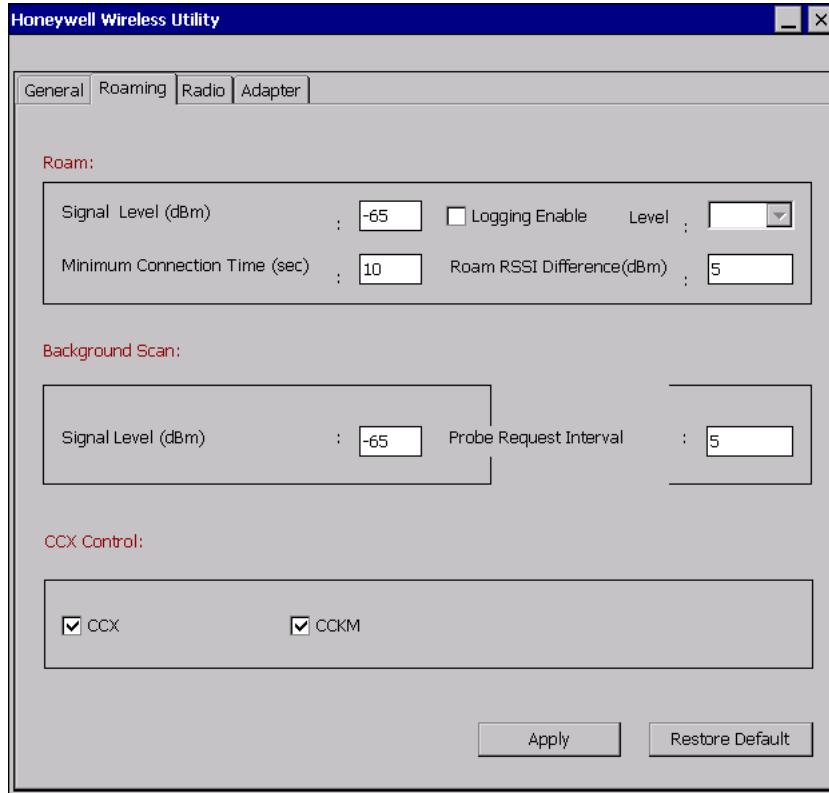 Honeywell Wireless Utility
General Roaming Radio Adapter
Roam:
Signal Level (dBm) : -65 Logging Enable Level :
Minimum Connection Time (sec) : 10 Roam RSSI Difference(dBm) : 5
Background Scan:
Signal Level (dBm) : -65 Probe Request Interval : 5
CCX Control:
CCX CCKM
Apply Restore Default